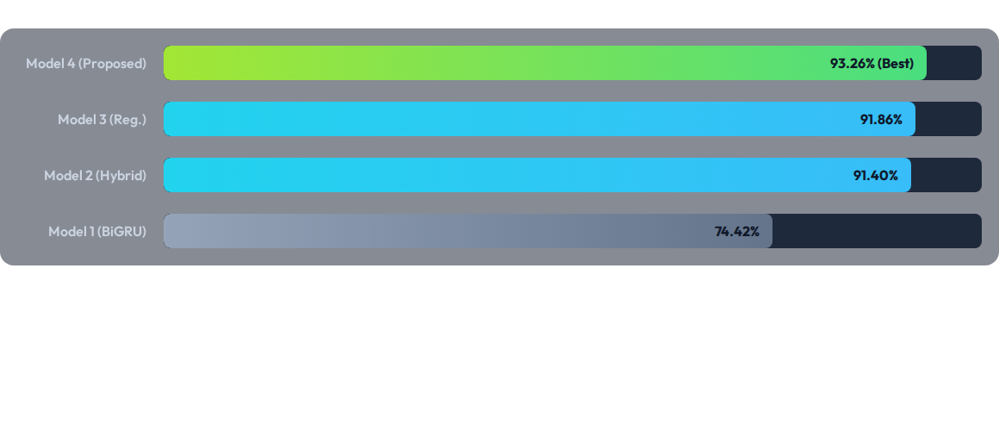 Model 4 (Proposed) 93.26% (Best)
Model 3 (Reg.) 91.86%
Model 2 (Hybrid) 91.40%
Model 1 (BiGRU) 74.42%